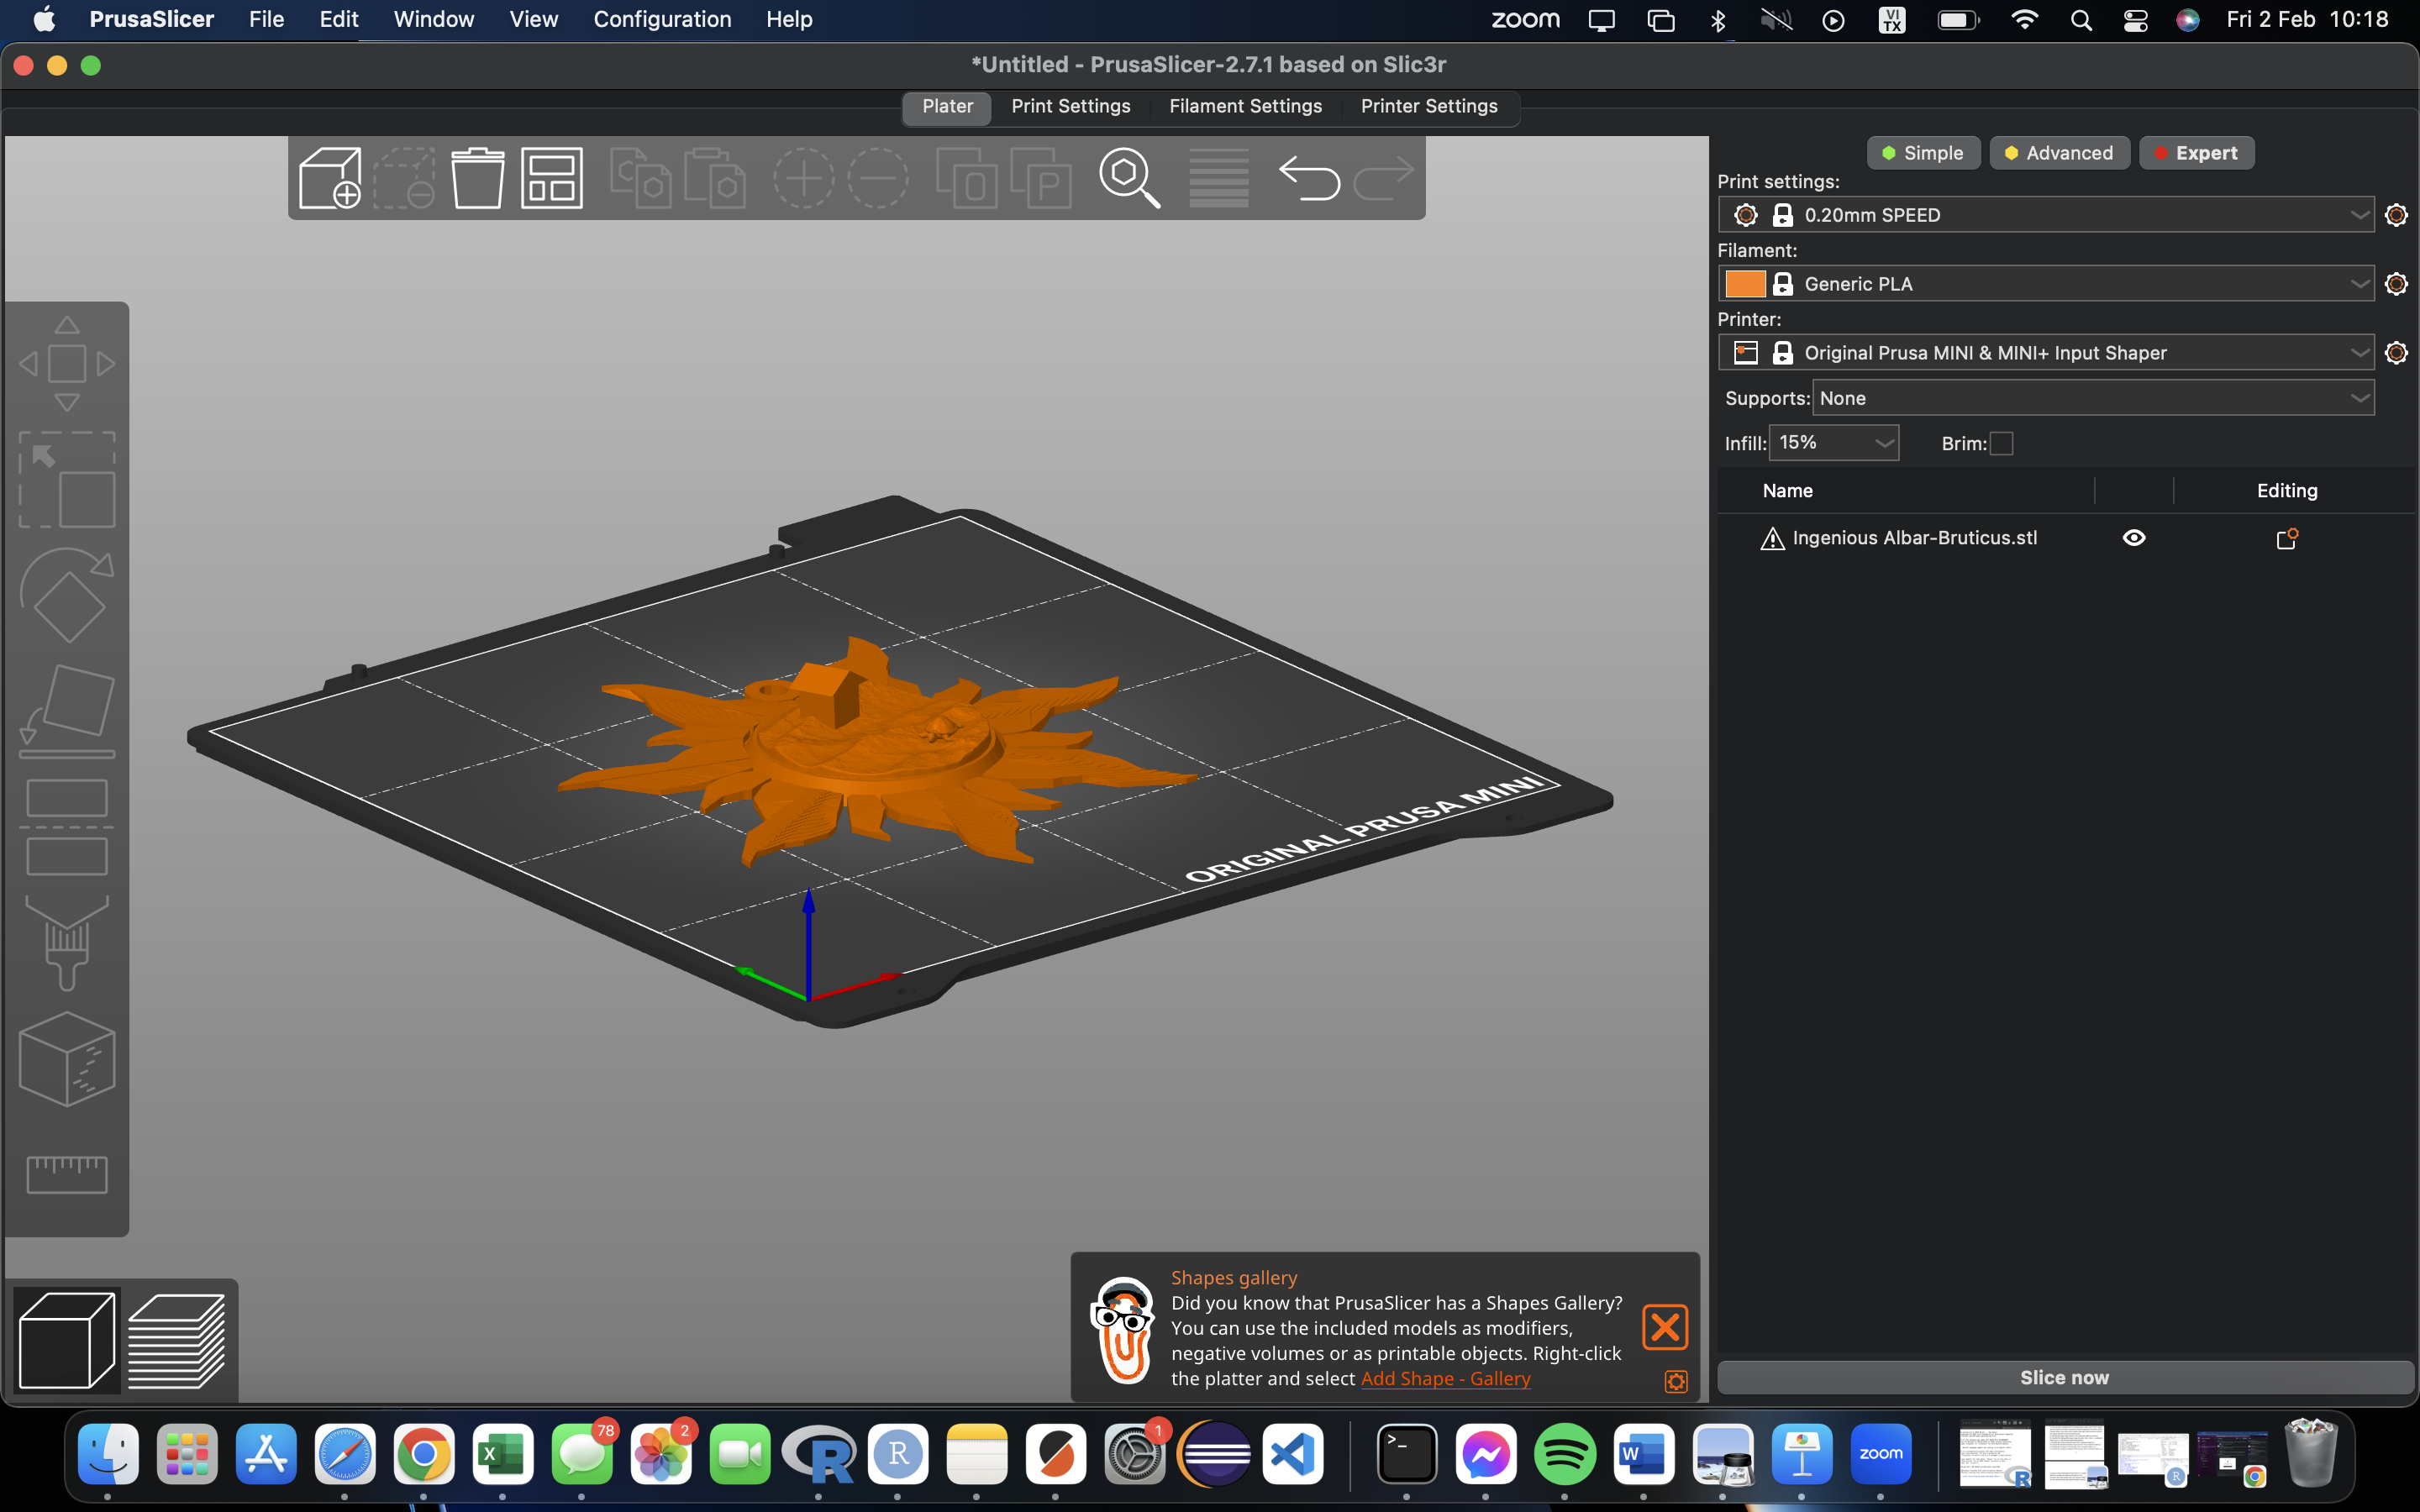 PrusaSlicer File Edit Window View Configuration Help
zoom VI TX Fri 2 Feb 10:18
*Untitled - PrusaSlicer-2.7.1 based on Slic3r
Plater Print Settings Filament Settings Printer Settings
Simple Advanced Expert
Print settings:
0.20mm SPEED
Filament:
Generic PLA
Printer:
Original Prusa MINI & MINI+ Input Shaper
Supports: None
Infill: 15% Brim:
Name Editing
Ingenious Albar-Bruticus.stl
ORIGINAL PRUSA MINI
Shapes gallery
Did you know that PrusaSlicer has a Shapes Gallery?
You can use the included models as modifiers,
negative volumes or as printable objects. Right-click
the platter and select Add Shape - Gallery
Slice now
78 2 1
zoom